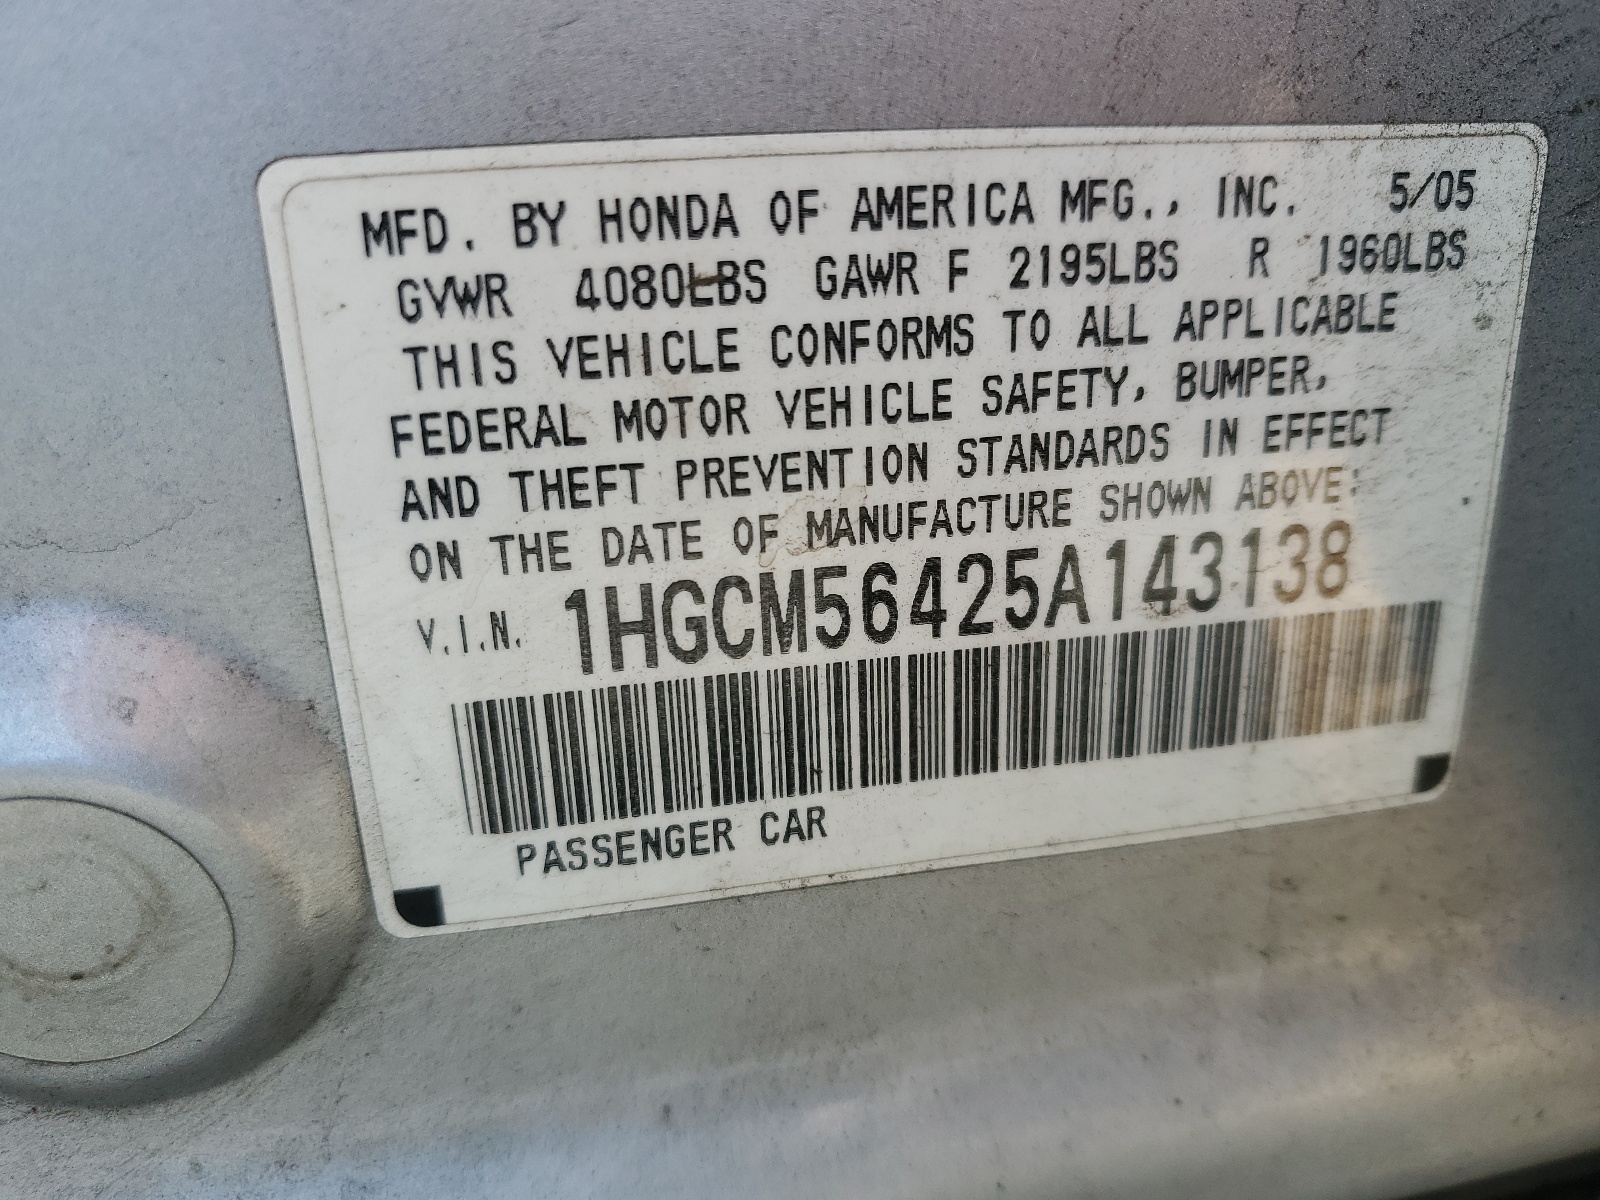 MFD. BY HONDA OF AMERICA MFG., INC. 5/05
GVWR 4080LBS GAWR F 2195LBS R 1960LBS
THIS VEHICLE CONFORMS TO ALL APPLICABLE
FEDERAL MOTOR VEHICLE SAFETY, BUMPER,
AND THEFT PREVENTION STANDARDS IN EFFECT
ON THE DATE OF MANUFACTURE SHOWN ABOVE:
V.I.N. 1HGCM56425A143138
PASSENGER CAR